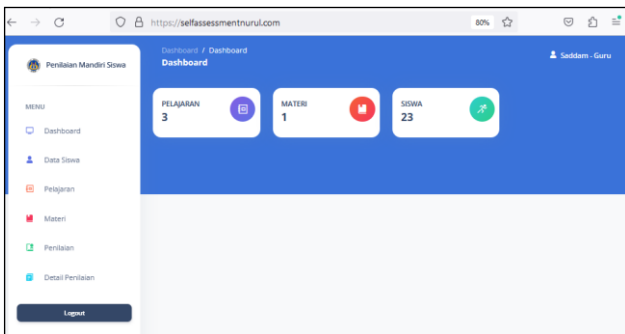 https://selfassessmentnurul.com
80%
Penilaian Mandiri Siswa
Dashboard / Dashboard
Dashboard
Saddam - Guru
PELAJARAN
3
MATERI
1
SISWA
23
MENU
Dashboard
Data Siswa
Pelajaran
Materi
Penilaian
Detail Penilaian
Logout